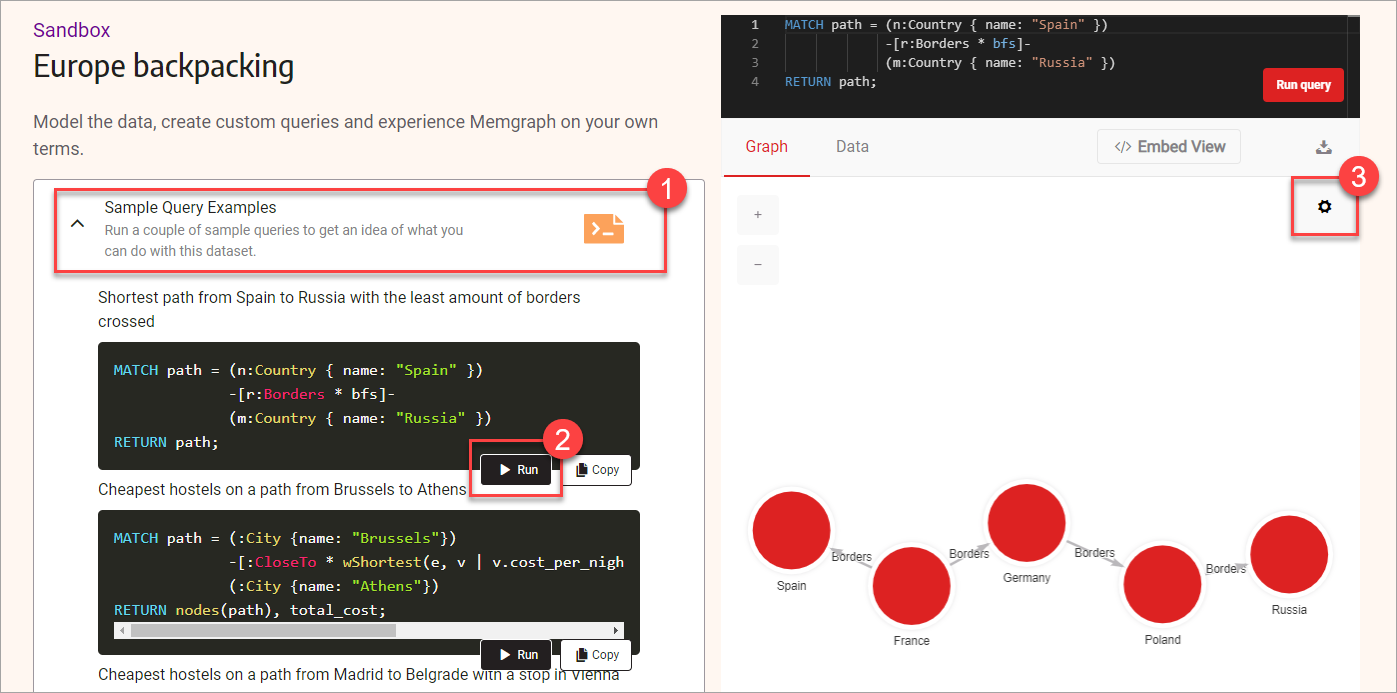 Sandbox
Europe backpacking
Model the data, create custom queries and experience Memgraph on your own
terms.
1
Sample Query Examples
Run a couple of sample queries to get an idea of what you
can do with this dataset.
Shortest path from Spain to Russia with the least amount of borders
crossed
MATCH path = (n:Country { name: "Spain" })
-[r:Borders * bfs]-
(m:Country { name: "Russia" })
RETURN path;
2
Run
Copy
Cheapest hostels on a path from Brussels to Athens
MATCH path = (:City {name: "Brussels"})
-[:CloseTo * wShortest(e, v | v.cost_per_nigh
(:City {name: "Athens"})
RETURN nodes(path), total_cost;
Run
Copy
Cheapest hostels on a path from Madrid to Belgrade with a stop in Vienna
1 MATCH path = (n:Country { name: "Spain" })
2 -[r:Borders * bfs]-
3 (m:Country { name: "Russia" })
4 RETURN path;
Run query
Graph
Data
</> Embed View
3
+
−
Borders
Borders
Borders
Borders
Spain
France
Germany
Poland
Russia